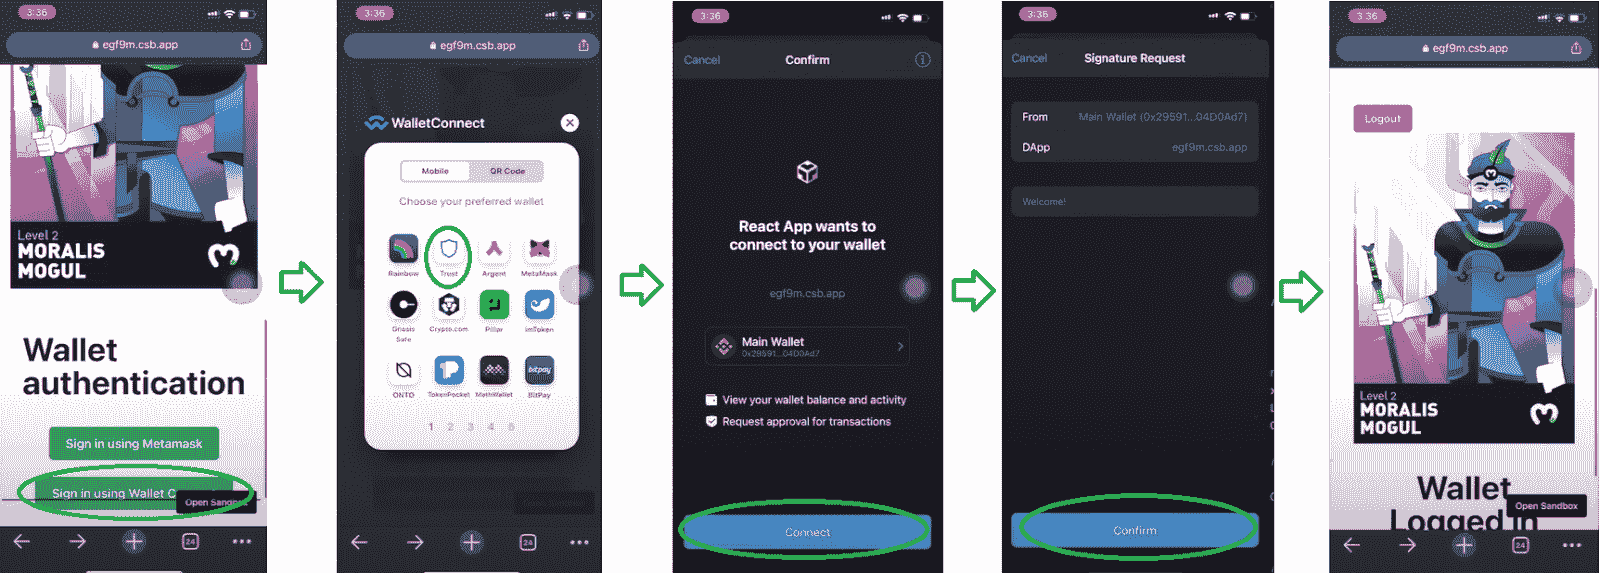 3:36
egf9m.csb.app
Level 2
MORALIS
MOGUL
Wallet
authentication
Sign in using Metamask
Sign in using Wallet C
Open Sandbox
24
3:36
egf9m.csb.app
WalletConnect
Mobile
QR Code
Choose your preferred wallet
Rainbow
Trust
Argent
MetaMask
Gnosis
Safe
Crypto.com
Pillar
imToken
ONTO
TokenPocket
MathWallet
BitPay
bitpay
1 2 3 4 5
24
3:36
Cancel
Confirm
React App wants to
connect to your wallet
egf9m.csb.app
Main Wallet
0x29591...04D0Ad7
View your wallet balance and activity
Request approval for transactions
Connect
3:36
Cancel
Signature Request
From
Main Wallet (0x29591...04D0Ad7)
DApp
egf9m.csb.app
Welcome!
Confirm
3:36
egf9m.csb.app
Logout
Level 2
MORALIS
MOGUL
Wallet
Logged in
Open Sandbox
24